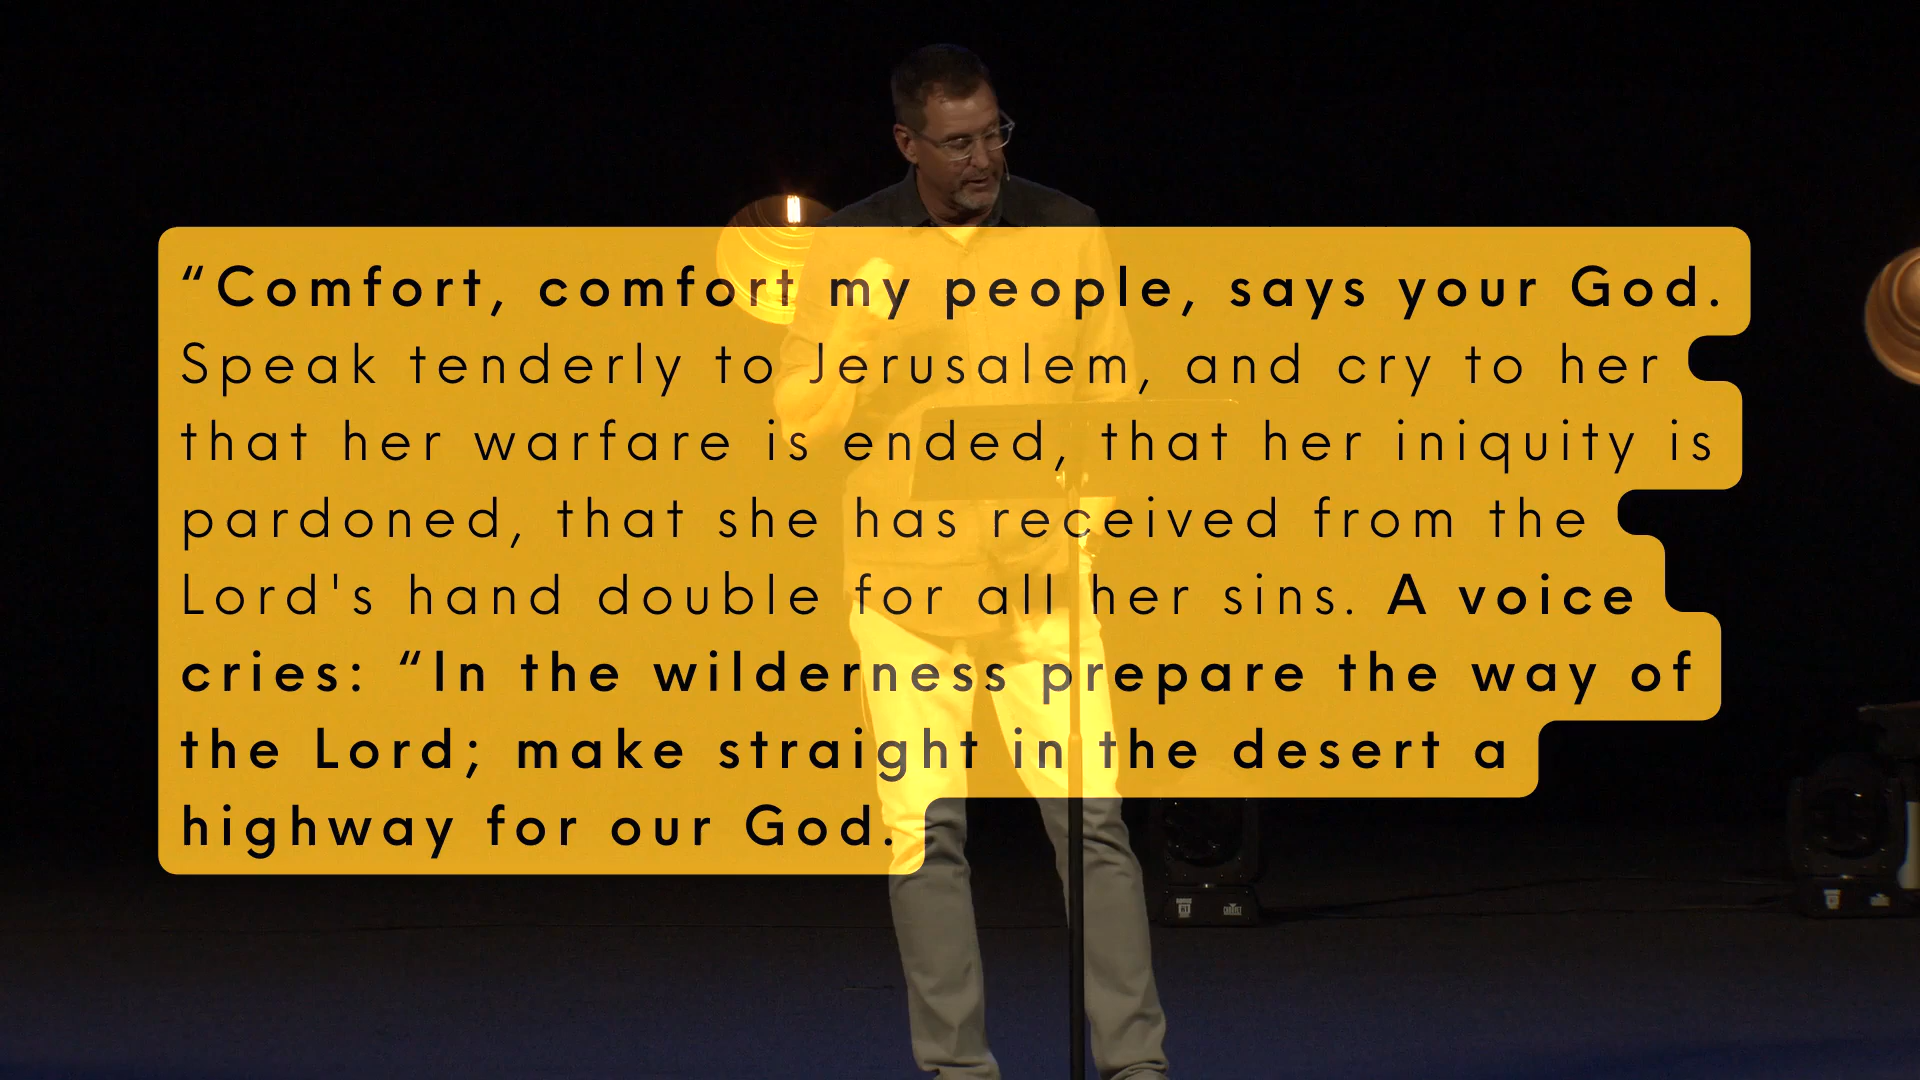 “Comfort, comfort my people, says your God.
Speak tenderly to Jerusalem, and cry to her
that her warfare is ended, that her iniquity is
pardoned, that she has received from the
Lord's hand double for all her sins. A voice
cries: “In the wilderness prepare the way of
the Lord; make straight in the desert a
highway for our God.